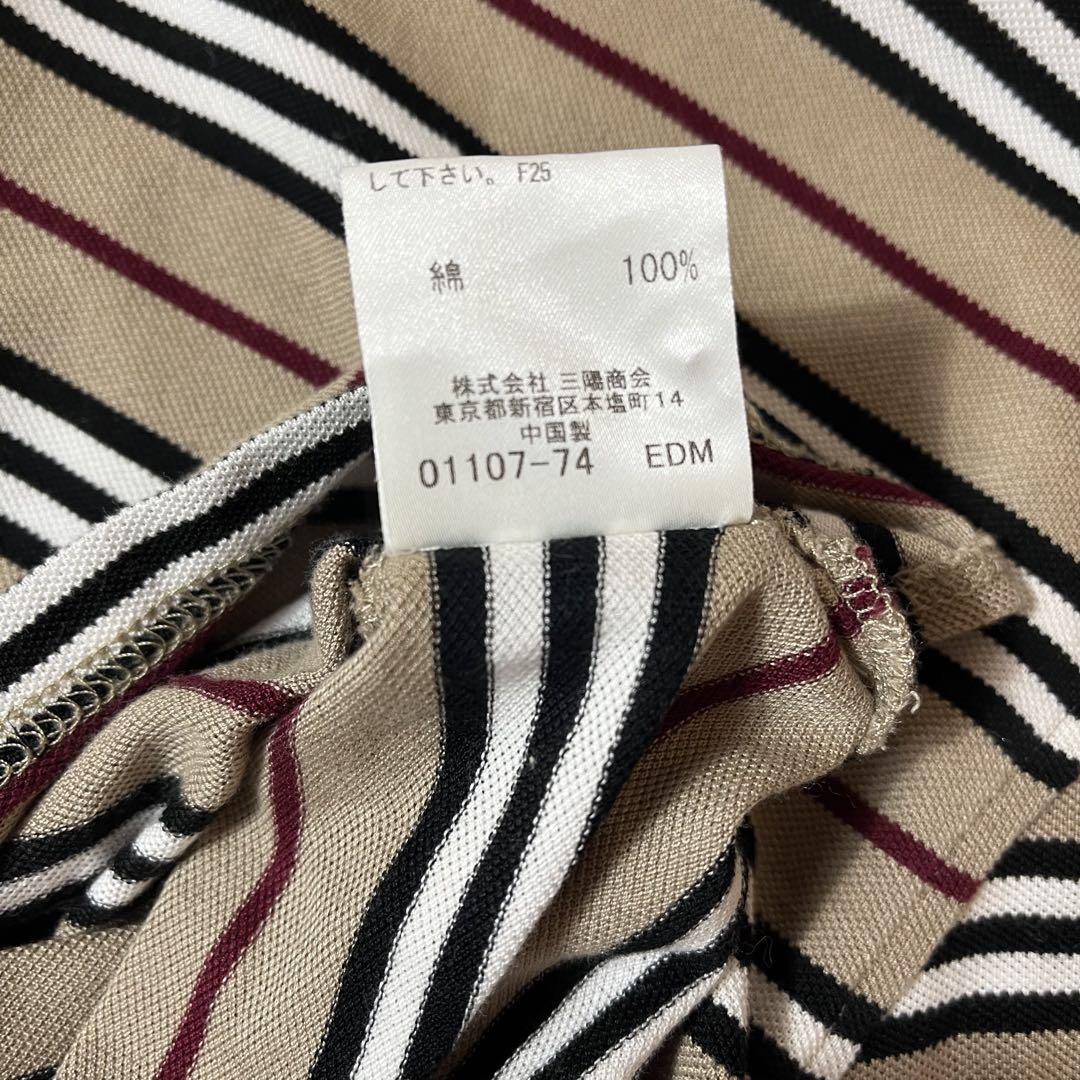 して下さい。 F25
綿 100%
株式会社 三陽商会
東京都新宿区本塩町14
中国製
01107-74 EDM